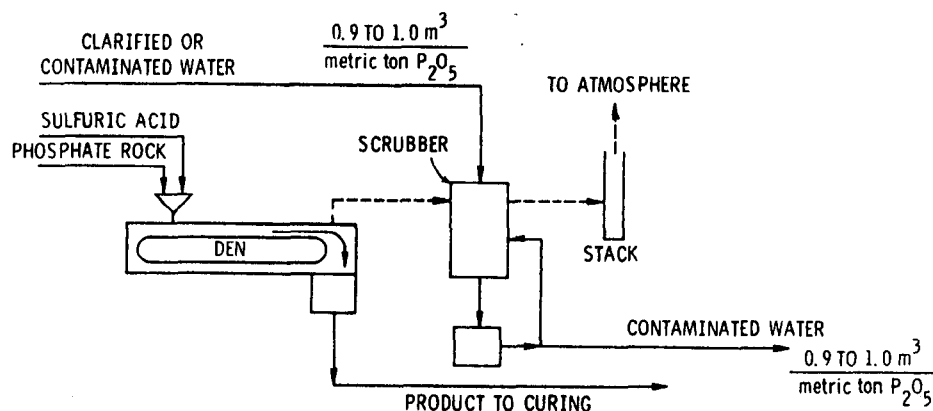 CLARIFIED OR
CONTAMINATED WATER
0.9 TO 1.0 m³
metric ton P₂O₅
TO ATMOSPHERE
SULFURIC ACID
PHOSPHATE ROCK
SCRUBBER
DEN
STACK
CONTAMINATED WATER
0.9 TO 1.0 m³
metric ton P₂O₅
PRODUCT TO CURING